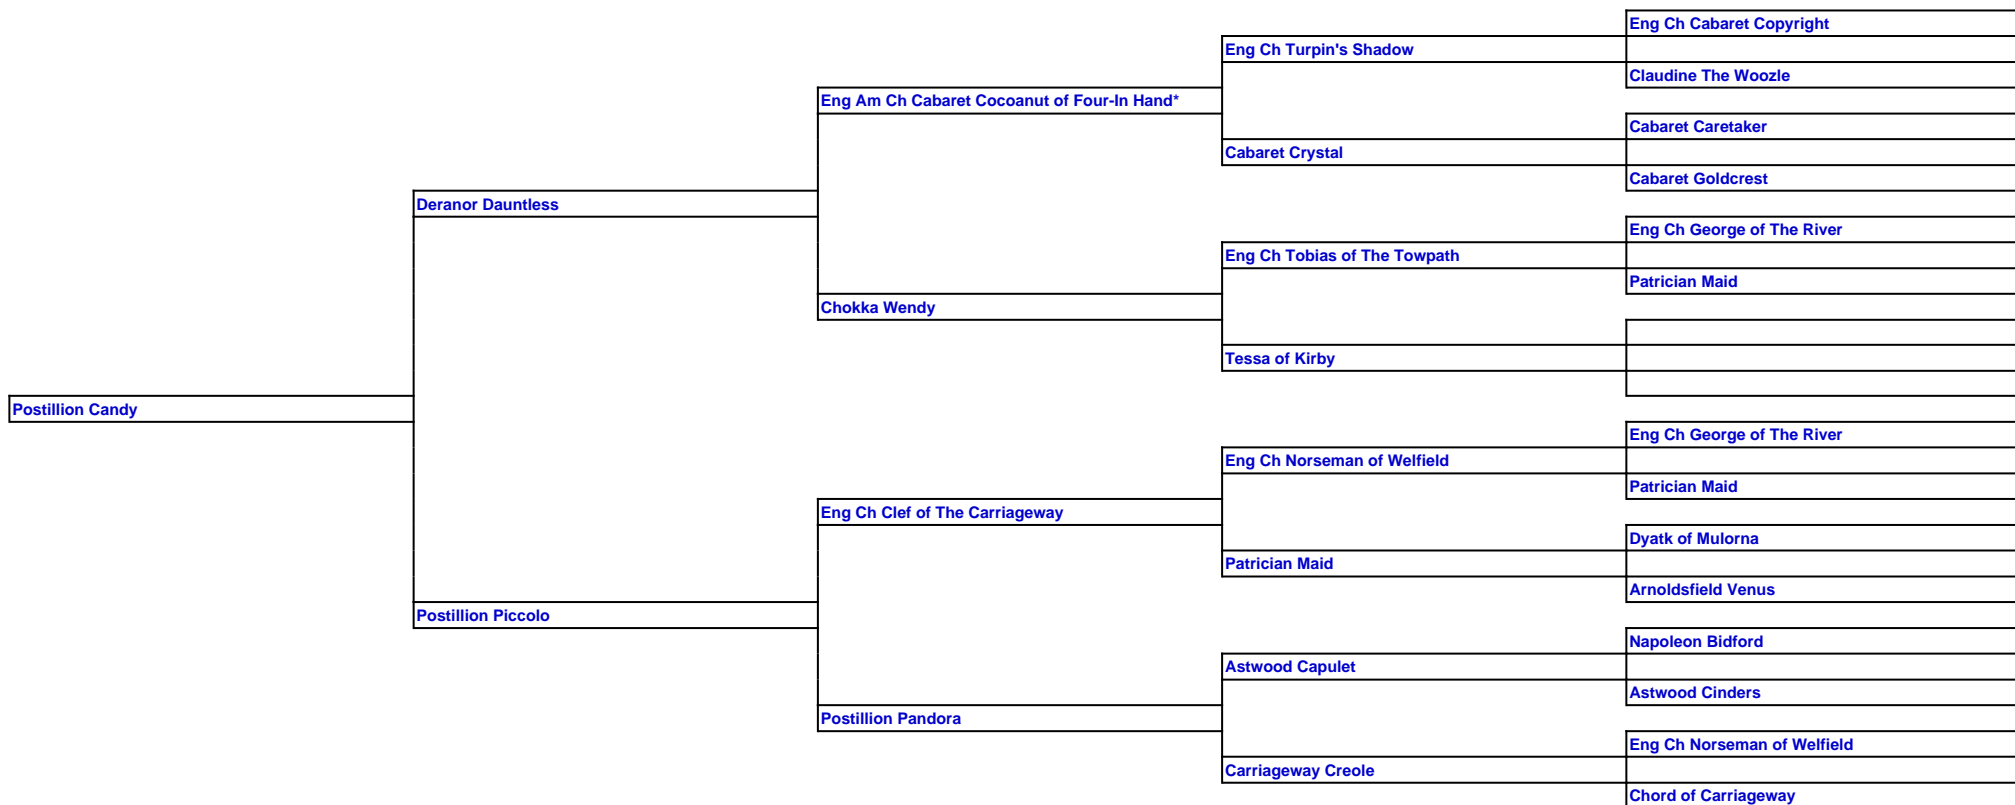 Eng Ch Cabaret Copyright
Eng Ch Turpin's Shadow
Claudine The Woozle
Eng Am Ch Cabaret Cocoanut of Four-In Hand*
Cabaret Caretaker
Cabaret Crystal
Cabaret Goldcrest
Deranor Dauntless
Eng Ch George of The River
Eng Ch Tobias of The Towpath
Patrician Maid
Chokka Wendy
Tessa of Kirby
Postillion Candy
Eng Ch George of The River
Eng Ch Norseman of Welfield
Patrician Maid
Eng Ch Clef of The Carriageway
Dyatk of Mulorna
Patrician Maid
Arnoldsfield Venus
Postillion Piccolo
Napoleon Bidford
Astwood Capulet
Astwood Cinders
Postillion Pandora
Eng Ch Norseman of Welfield
Carriageway Creole
Chord of Carriageway